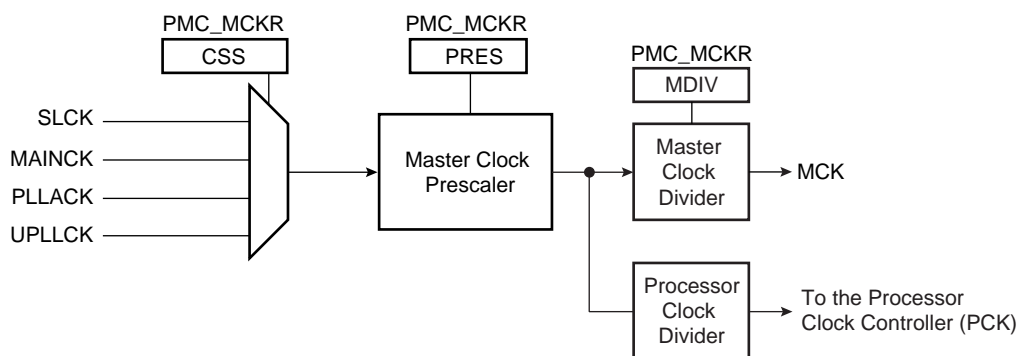 PMC_MCKR
CSS
PMC_MCKR
PRES
PMC_MCKR
MDIV
SLCK
MAINCK
PLLACK
UPLLCK
Master Clock
Prescaler
Master
Clock
Divider
MCK
Processor
Clock
Divider
To the Processor
Clock Controller (PCK)